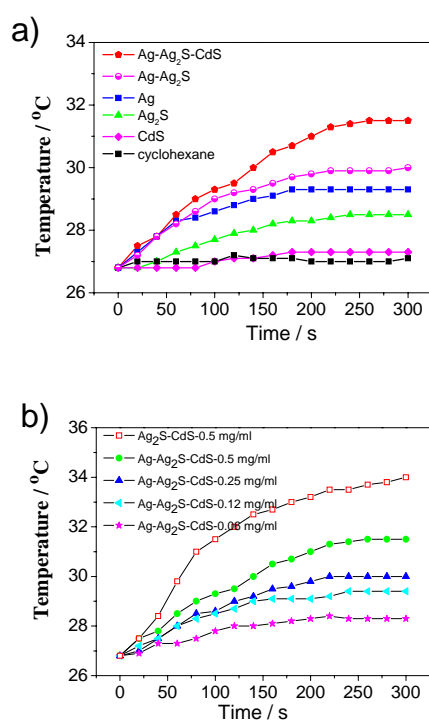 a)
34
32
30
28
26
Temperature / °C
Ag-Ag₂S-CdS
Ag-Ag₂S
Ag
Ag₂S
CdS
cyclohexane
0 50 100 150 200 250 300
Time / s
b)
36
34
32
30
28
26
Temperature / °C
Ag₂S-CdS-0.5 mg/ml
Ag-Ag₂S-CdS-0.5 mg/ml
Ag-Ag₂S-CdS-0.25 mg/ml
Ag-Ag₂S-CdS-0.12 mg/ml
Ag-Ag₂S-CdS-0.06 mg/ml
0 50 100 150 200 250 300
Time / s